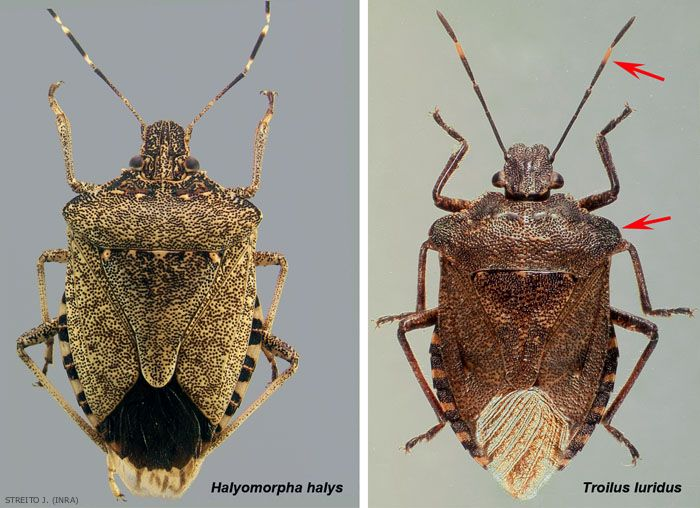 STREITO J. (INRA)
Halyomorpha halys
Troilus luridus